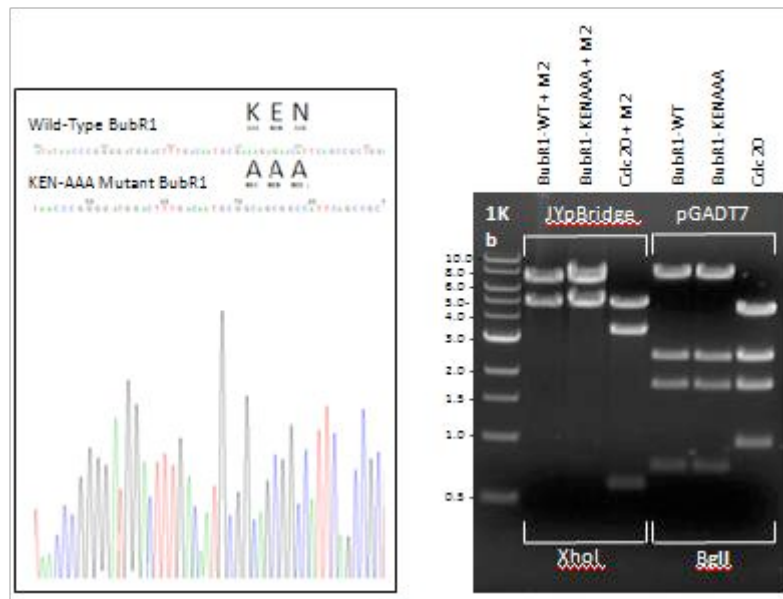 K E N
Wild-Type BubR1
A A A
KEN-AAA Mutant BubR1
BubR1-WT + M2
BubR1-KENAAA + M2
Cdc20 + M2
BubR1-WT
BubR1-KENAAA
Cdc20
1K
b
JYpBridge
pGADT7
10.0
8.0
6.0
5.0
4.0
3.0
2.0
1.5
1.0
0.5
XhoI
BglI